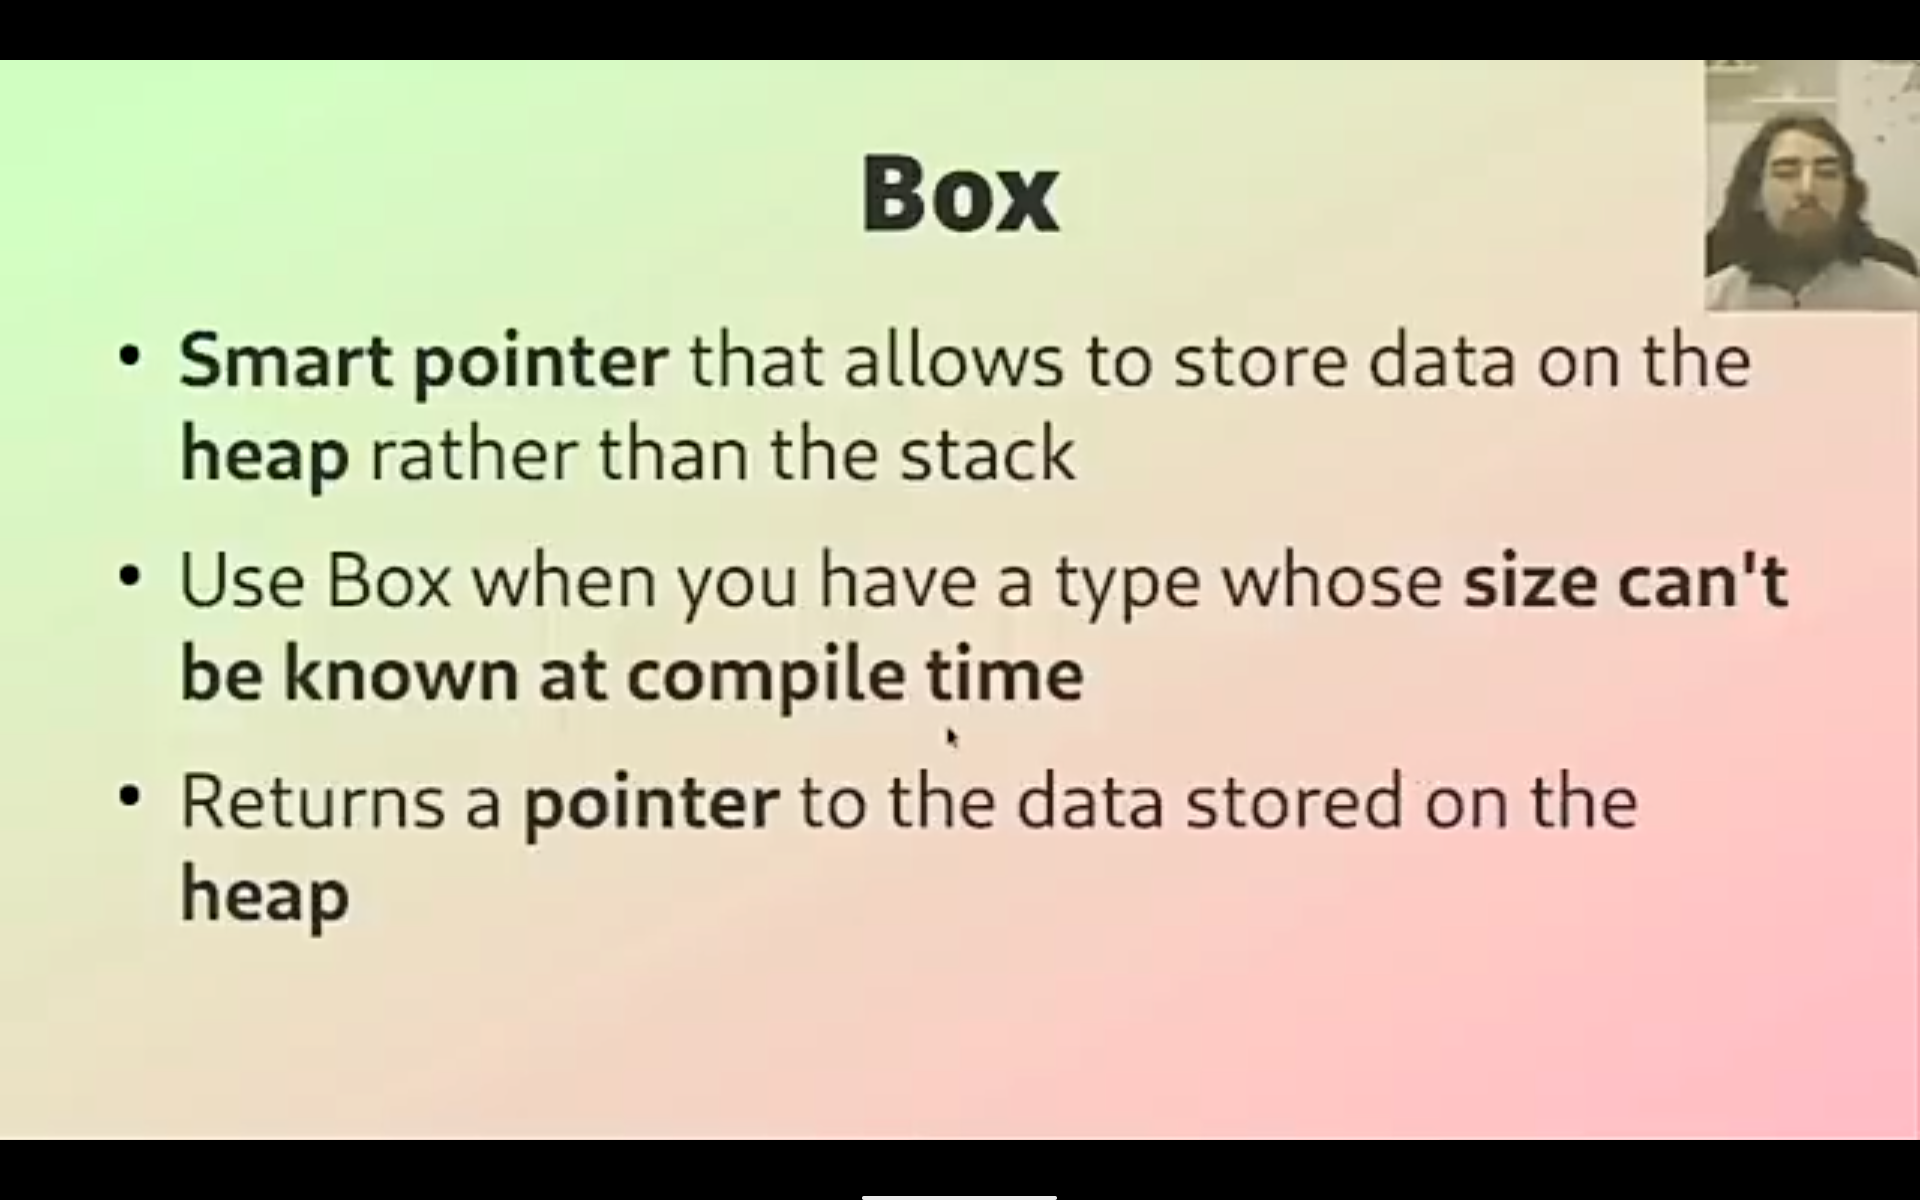 Box
• Smart pointer that allows to store data on the
heap rather than the stack
• Use Box when you have a type whose size can't
be known at compile time
• Returns a pointer to the data stored on the
heap